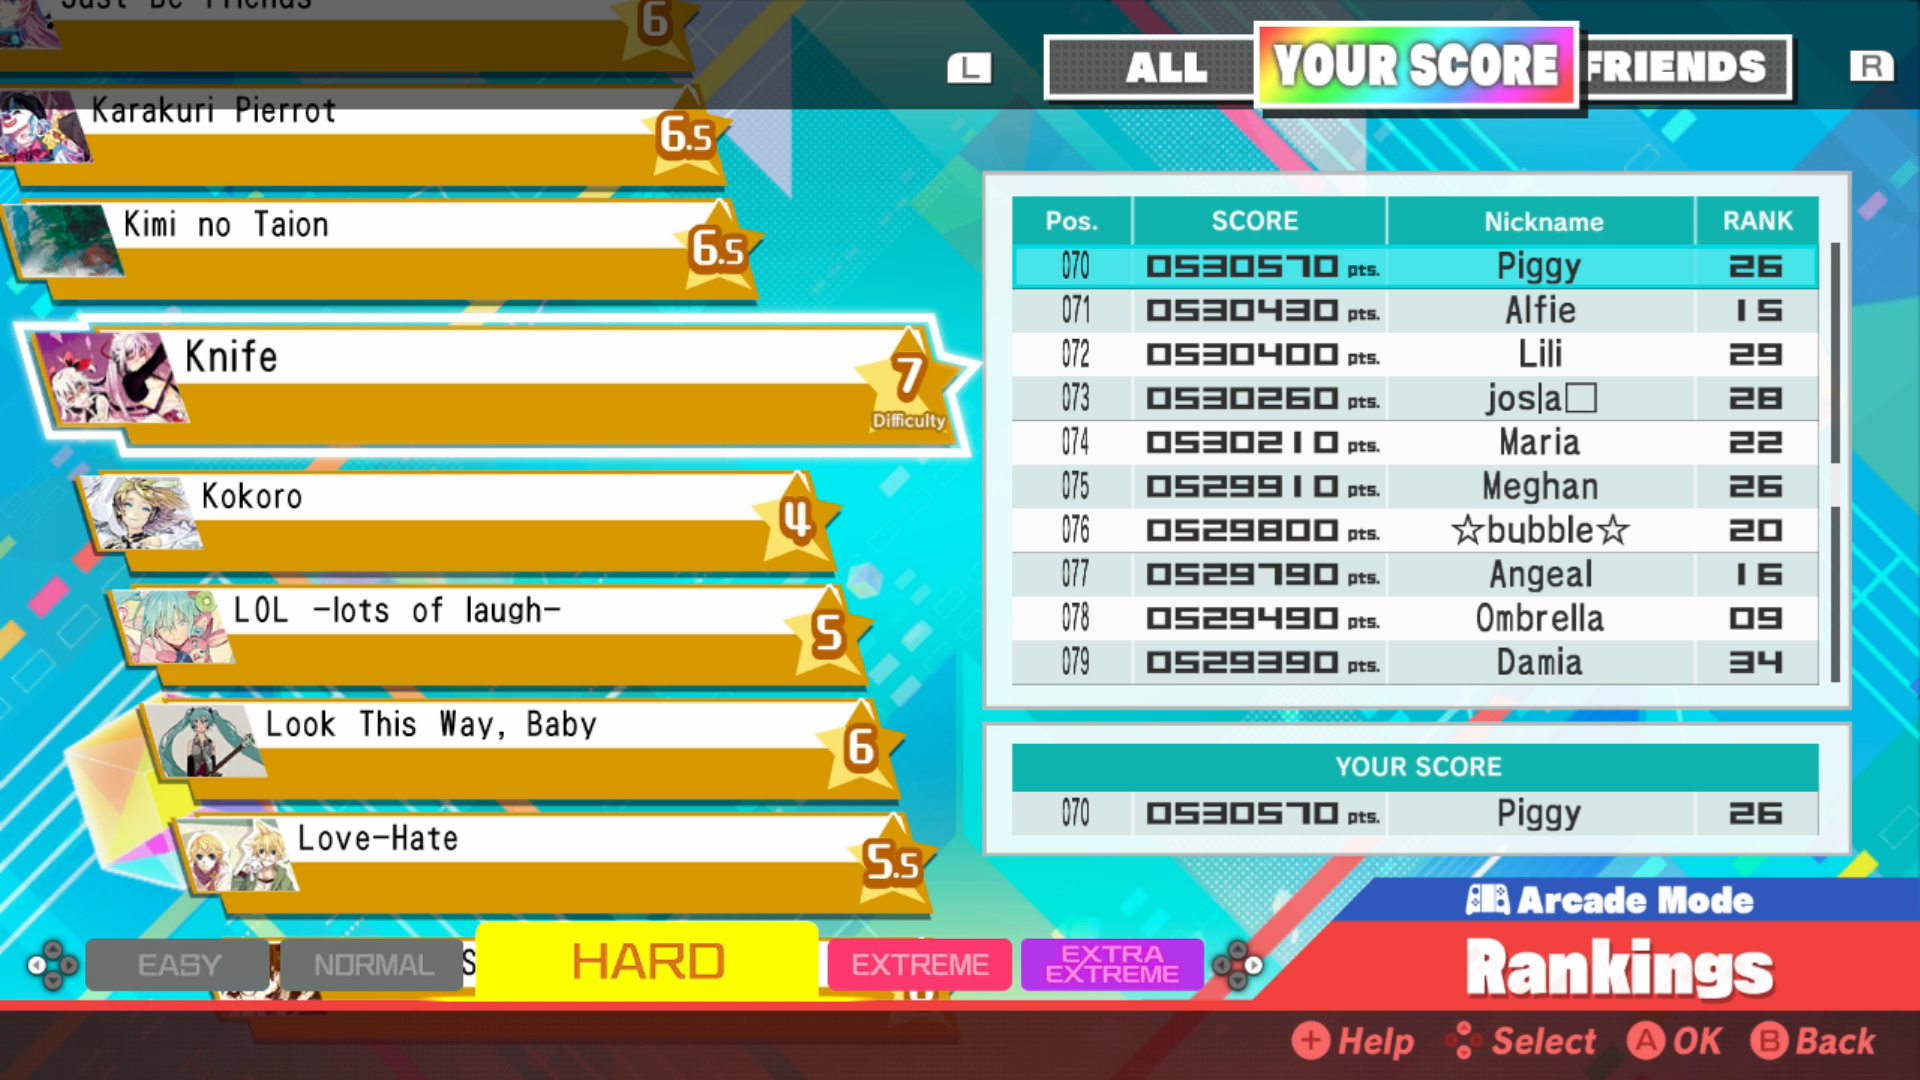 Just Be Friends
6
L
ALL
YOUR SCORE
FRIENDS
R
Karakuri Pierrot
6.5
Kimi no Taion
6.5
Knife
7
Difficulty
Kokoro
4
LOL -lots of laugh-
5
Look This Way, Baby
6
Love-Hate
5.5
Pos. SCORE Nickname RANK
070 0530570 pts. Piggy 26
071 0530430 pts. Alfie 15
072 0530400 pts. Lili 29
073 0530260 pts. jos|a□ 28
074 0530210 pts. Maria 22
075 0529910 pts. Meghan 26
076 0529800 pts. ☆bubble☆ 20
077 0529790 pts. Angeal 16
078 0529490 pts. Ombrella 09
079 0529390 pts. Damia 34
YOUR SCORE
070 0530570 pts. Piggy 26
Arcade Mode
Rankings
EASY
NORMAL
HARD
EXTREME
EXTRA
EXTREME
+ Help
Select
A OK
B Back